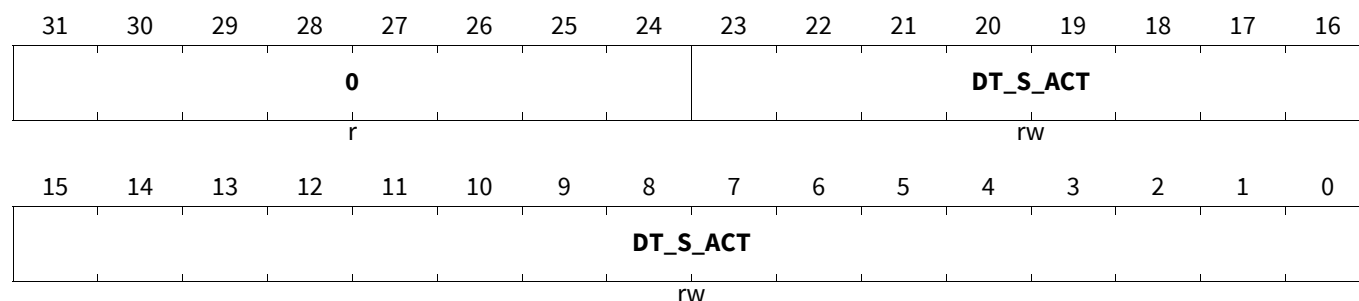 31 30 29 28 27 26 25 24 23 22 21 20 19 18 17 16
0 DT_S_ACT
r rw
15 14 13 12 11 10 9 8 7 6 5 4 3 2 1 0
DT_S_ACT
rw